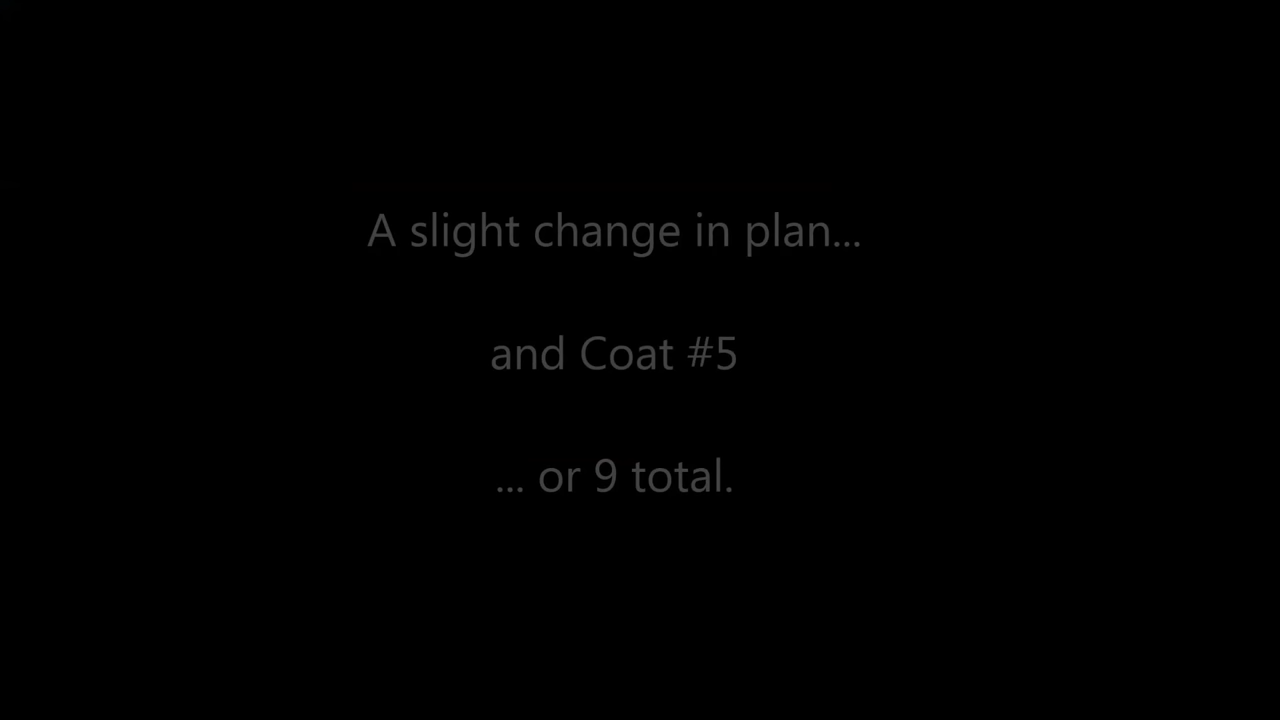 A slight change in plan...
and Coat #5
... or 9 total.